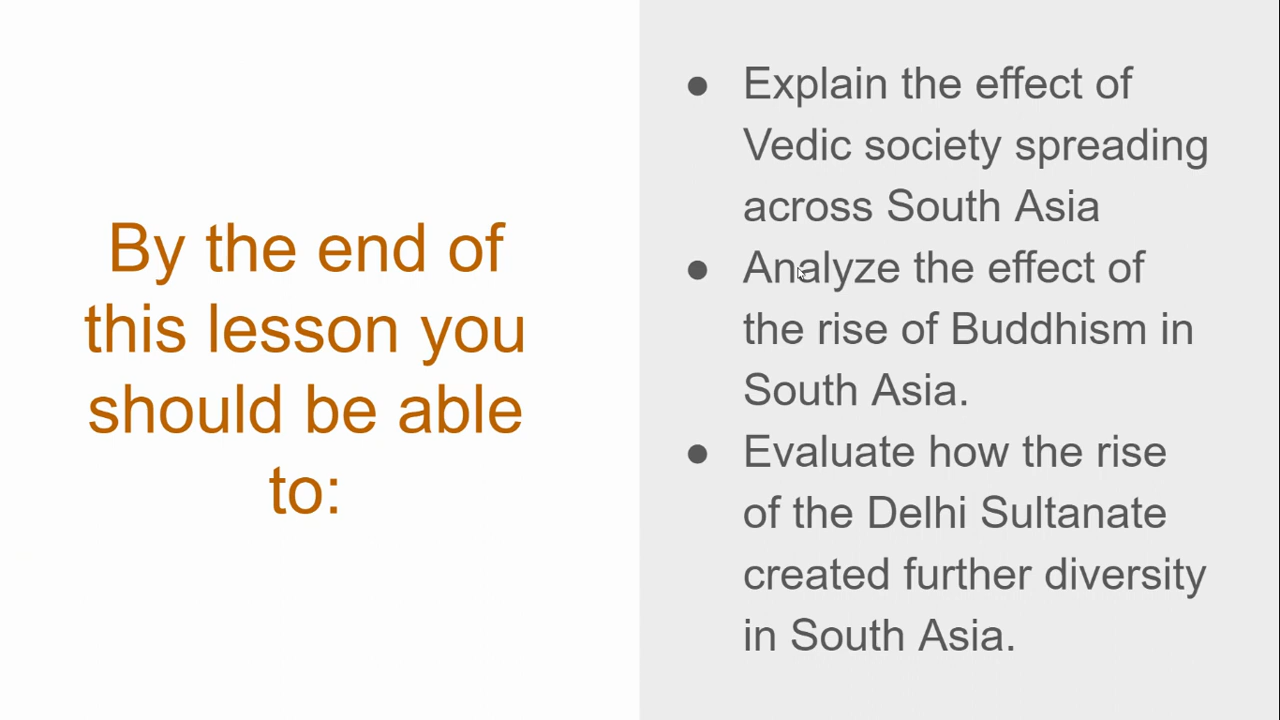 By the end of
this lesson you
should be able
to:
● Explain the effect of
Vedic society spreading
across South Asia
● Analyze the effect of
the rise of Buddhism in
South Asia.
● Evaluate how the rise
of the Delhi Sultanate
created further diversity
in South Asia.